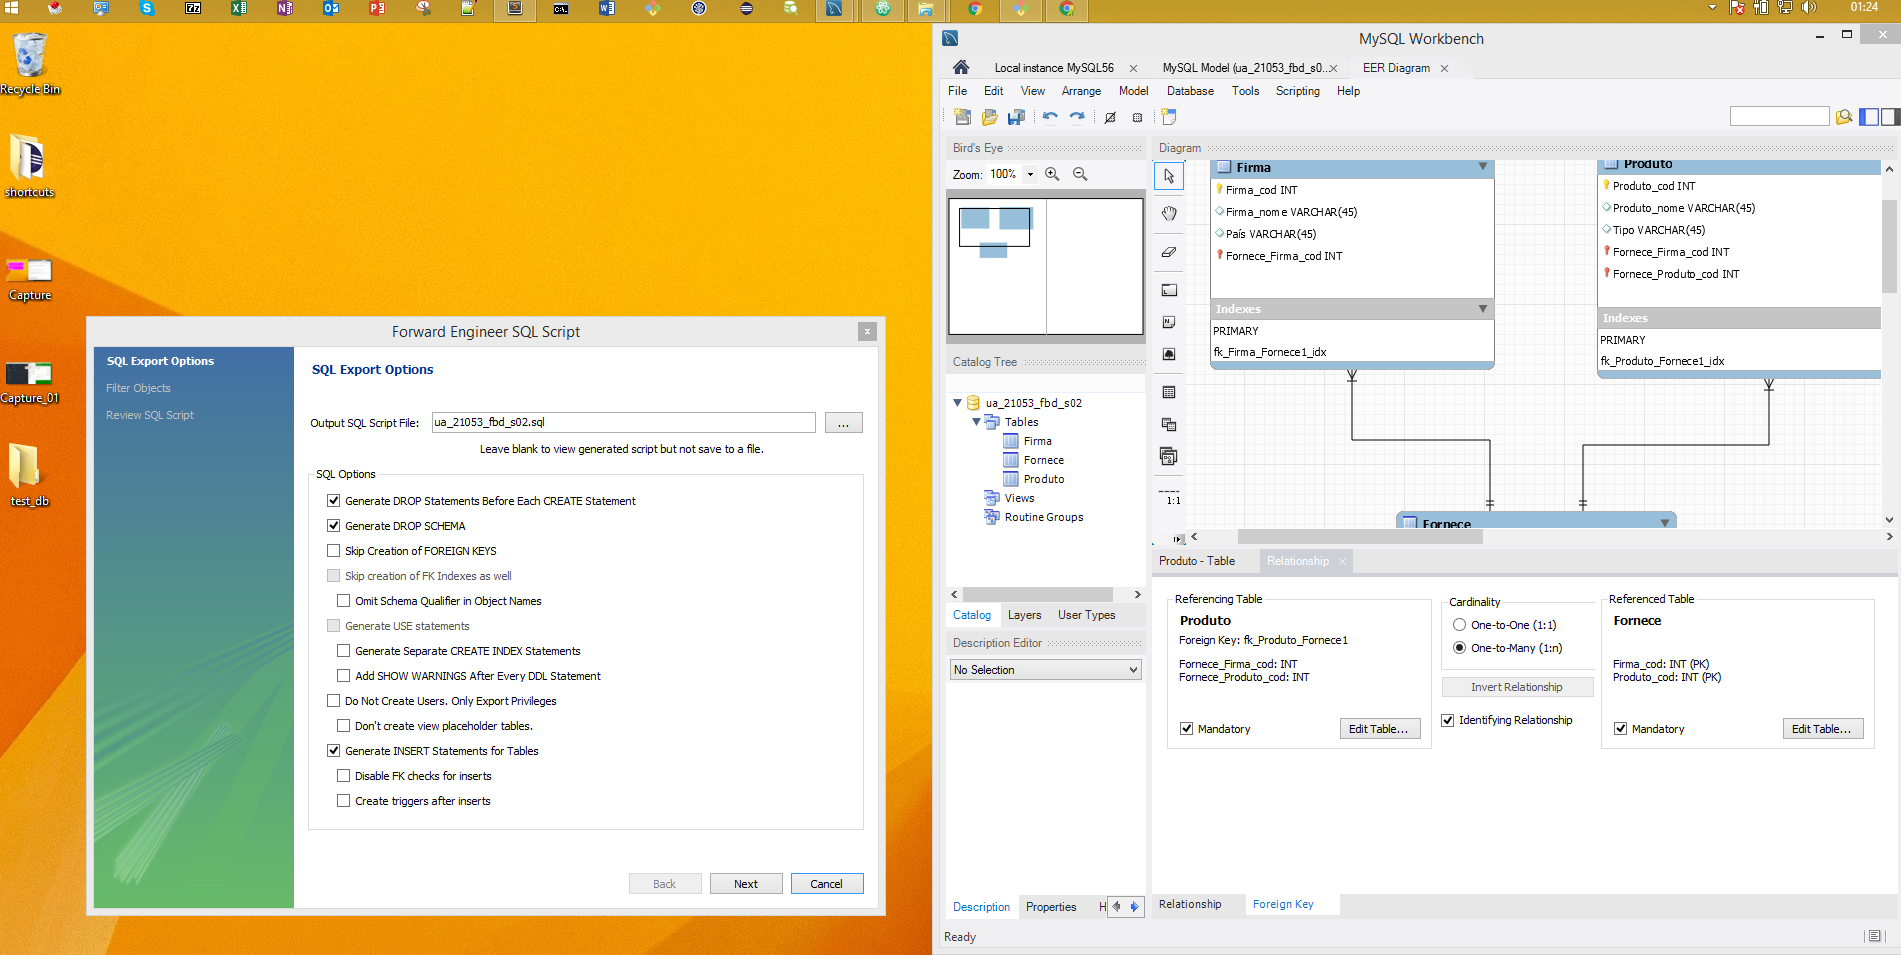 01:24
Recycle Bin
shortcuts
Capture
Capture_01
test_db
Forward Engineer SQL Script
SQL Export Options
Filter Objects
Review SQL Script
SQL Export Options
Output SQL Script File:
ua_21053_fbd_s02.sql
...
Leave blank to view generated script but not save to a file.
SQL Options
Generate DROP Statements Before Each CREATE Statement
Generate DROP SCHEMA
Skip Creation of FOREIGN KEYS
Skip creation of FK Indexes as well
Omit Schema Qualifier in Object Names
Generate USE statements
Generate Separate CREATE INDEX Statements
Add SHOW WARNINGS After Every DDL Statement
Do Not Create Users. Only Export Privileges
Don't create view placeholder tables.
Generate INSERT Statements for Tables
Disable FK checks for inserts
Create triggers after inserts
Back
Next
Cancel
MySQL Workbench
Local instance MySQL56
MySQL Model (ua_21053_fbd_s0...
EER Diagram
File Edit View Arrange Model Database Tools Scripting Help
Bird's Eye
Zoom: 100%
Catalog Tree
ua_21053_fbd_s02
Tables
Firma
Fornece
Produto
Views
Routine Groups
Catalog Layers User Types
Description Editor
No Selection
Description Properties H
Ready
Diagram
1:1
Firma
Firma_cod INT
Firma_nome VARCHAR(45)
País VARCHAR(45)
Fornece_Firma_cod INT
Indexes
PRIMARY
fk_Firma_Fornece1_idx
Produto
Produto_cod INT
Produto_nome VARCHAR(45)
Tipo VARCHAR(45)
Fornece_Firma_cod INT
Fornece_Produto_cod INT
Indexes
PRIMARY
fk_Produto_Fornece1_idx
Fornece
Produto - Table
Relationship
Referencing Table
Produto
Foreign Key: fk_Produto_Fornece1
Fornece_Firma_cod: INT
Fornece_Produto_cod: INT
Mandatory
Edit Table...
Cardinality
One-to-One (1:1)
One-to-Many (1:n)
Invert Relationship
Identifying Relationship
Referenced Table
Fornece
Firma_cod: INT (PK)
Produto_cod: INT (PK)
Mandatory
Edit Table...
Relationship
Foreign Key